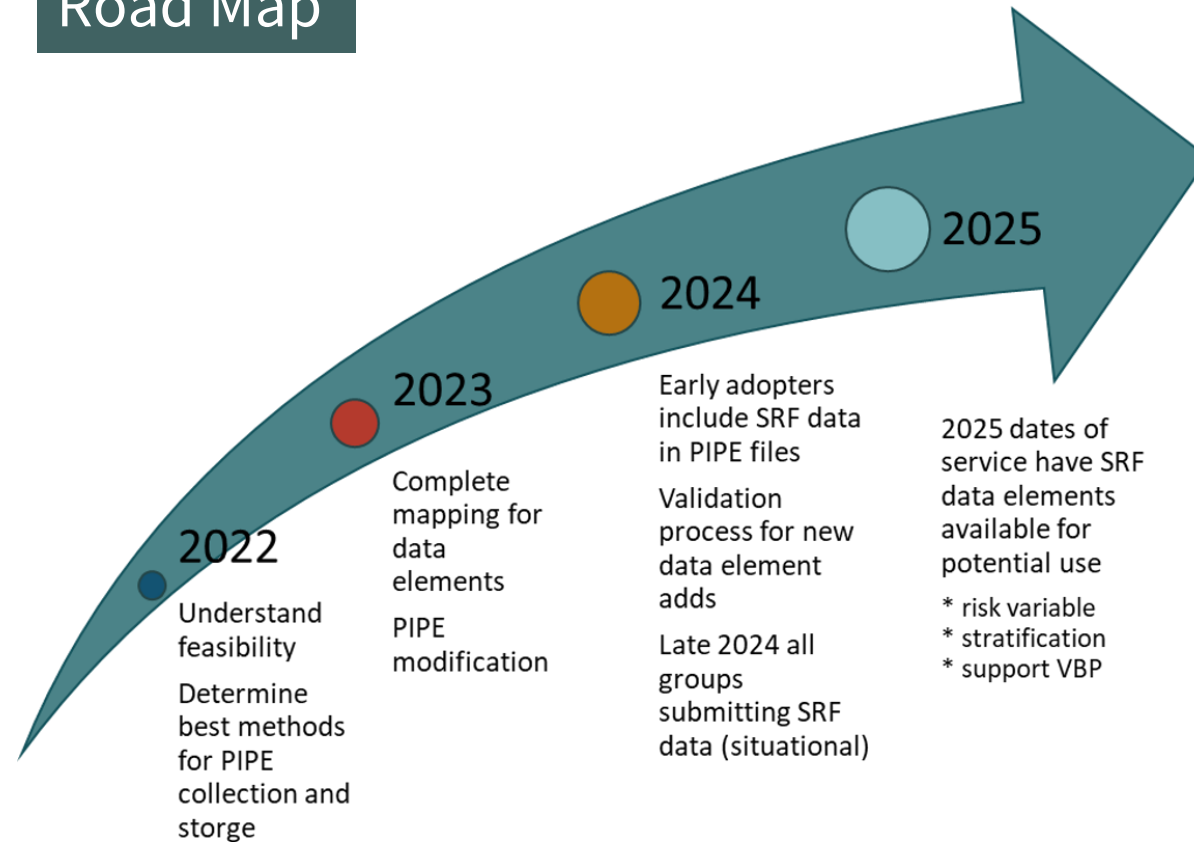 Road Map
2022
Understand
feasibility
Determine
best methods
for PIPE
collection and
storge
2023
Complete
mapping for
data
elements
PIPE
modification
2024
Early adopters
include SRF data
in PIPE files
Validation
process for new
data element
adds
Late 2024 all
groups
submitting SRF
data (situational)
2025
2025 dates of
service have SRF
data elements
available for
potential use
* risk variable
* stratification
* support VBP